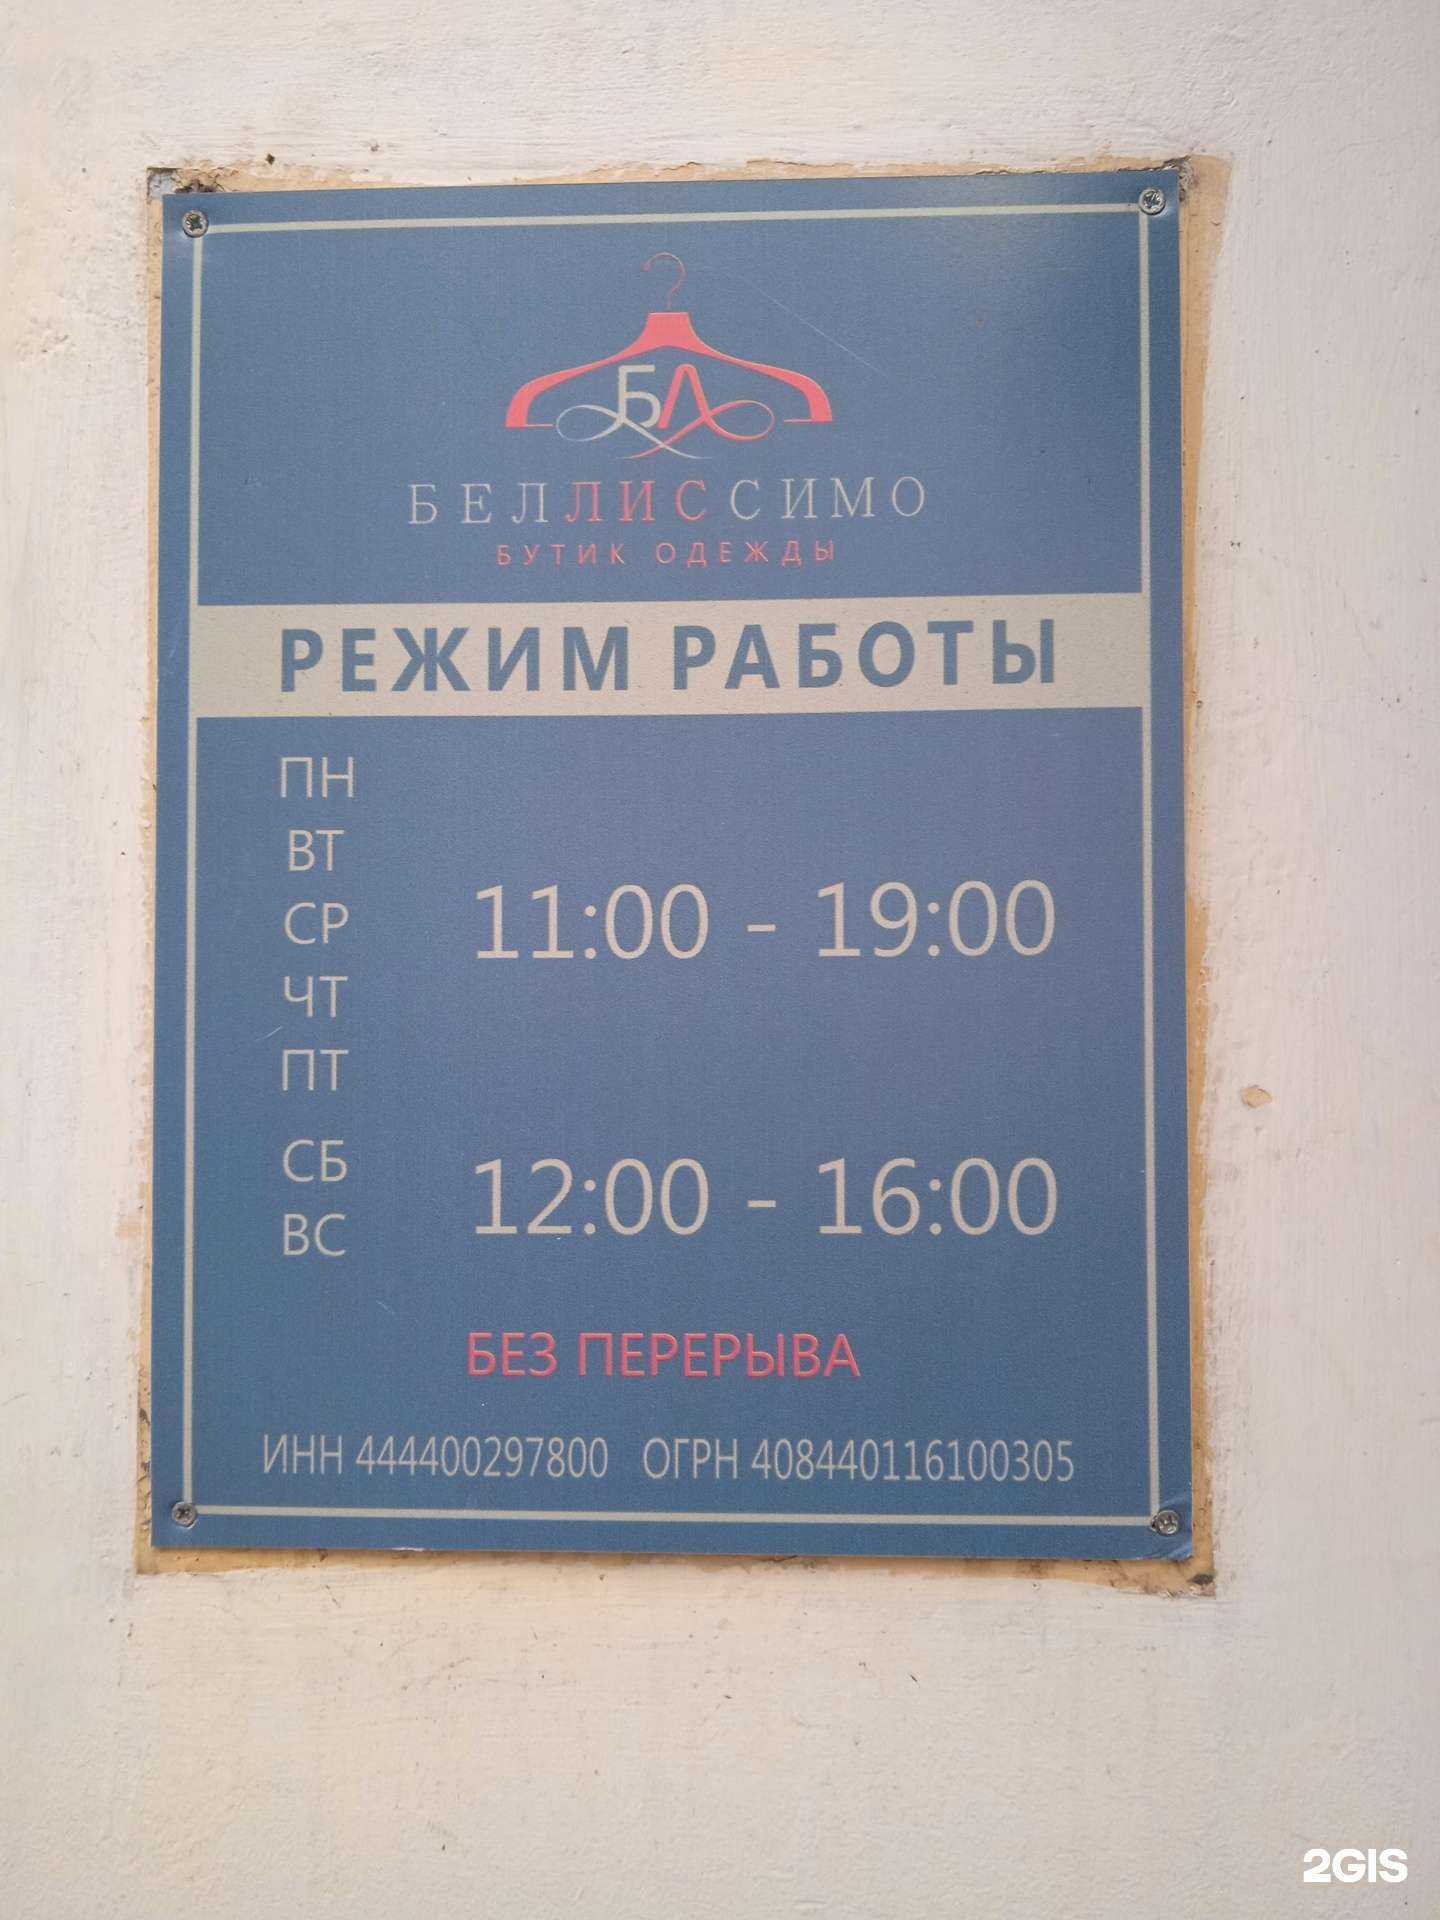 БЛ
БЕЛЛИССИМО
БУТИК ОДЕЖДЫ
РЕЖИМ РАБОТЫ
ПН
ВТ
СР
ЧТ
ПТ
11:00 - 19:00
СБ
ВС
12:00 - 16:00
БЕЗ ПЕРЕРЫВА
ИНН 444400297800 ОГРН 408440116100305
2GIS